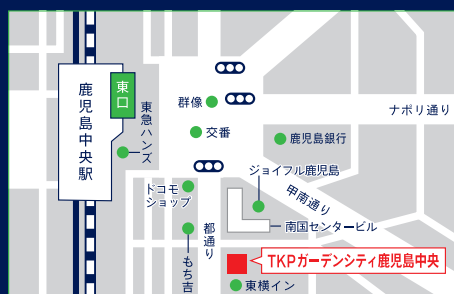 鹿児島中央駅
東口
東急ハンズ
群像
交番
ナポリ通り
鹿児島銀行
ジョイフル鹿児島
甲南通り
ドコモ
ショップ
都通り
南国センタービル
もち吉
TKPガーデンシティ鹿児島中央
東横イン